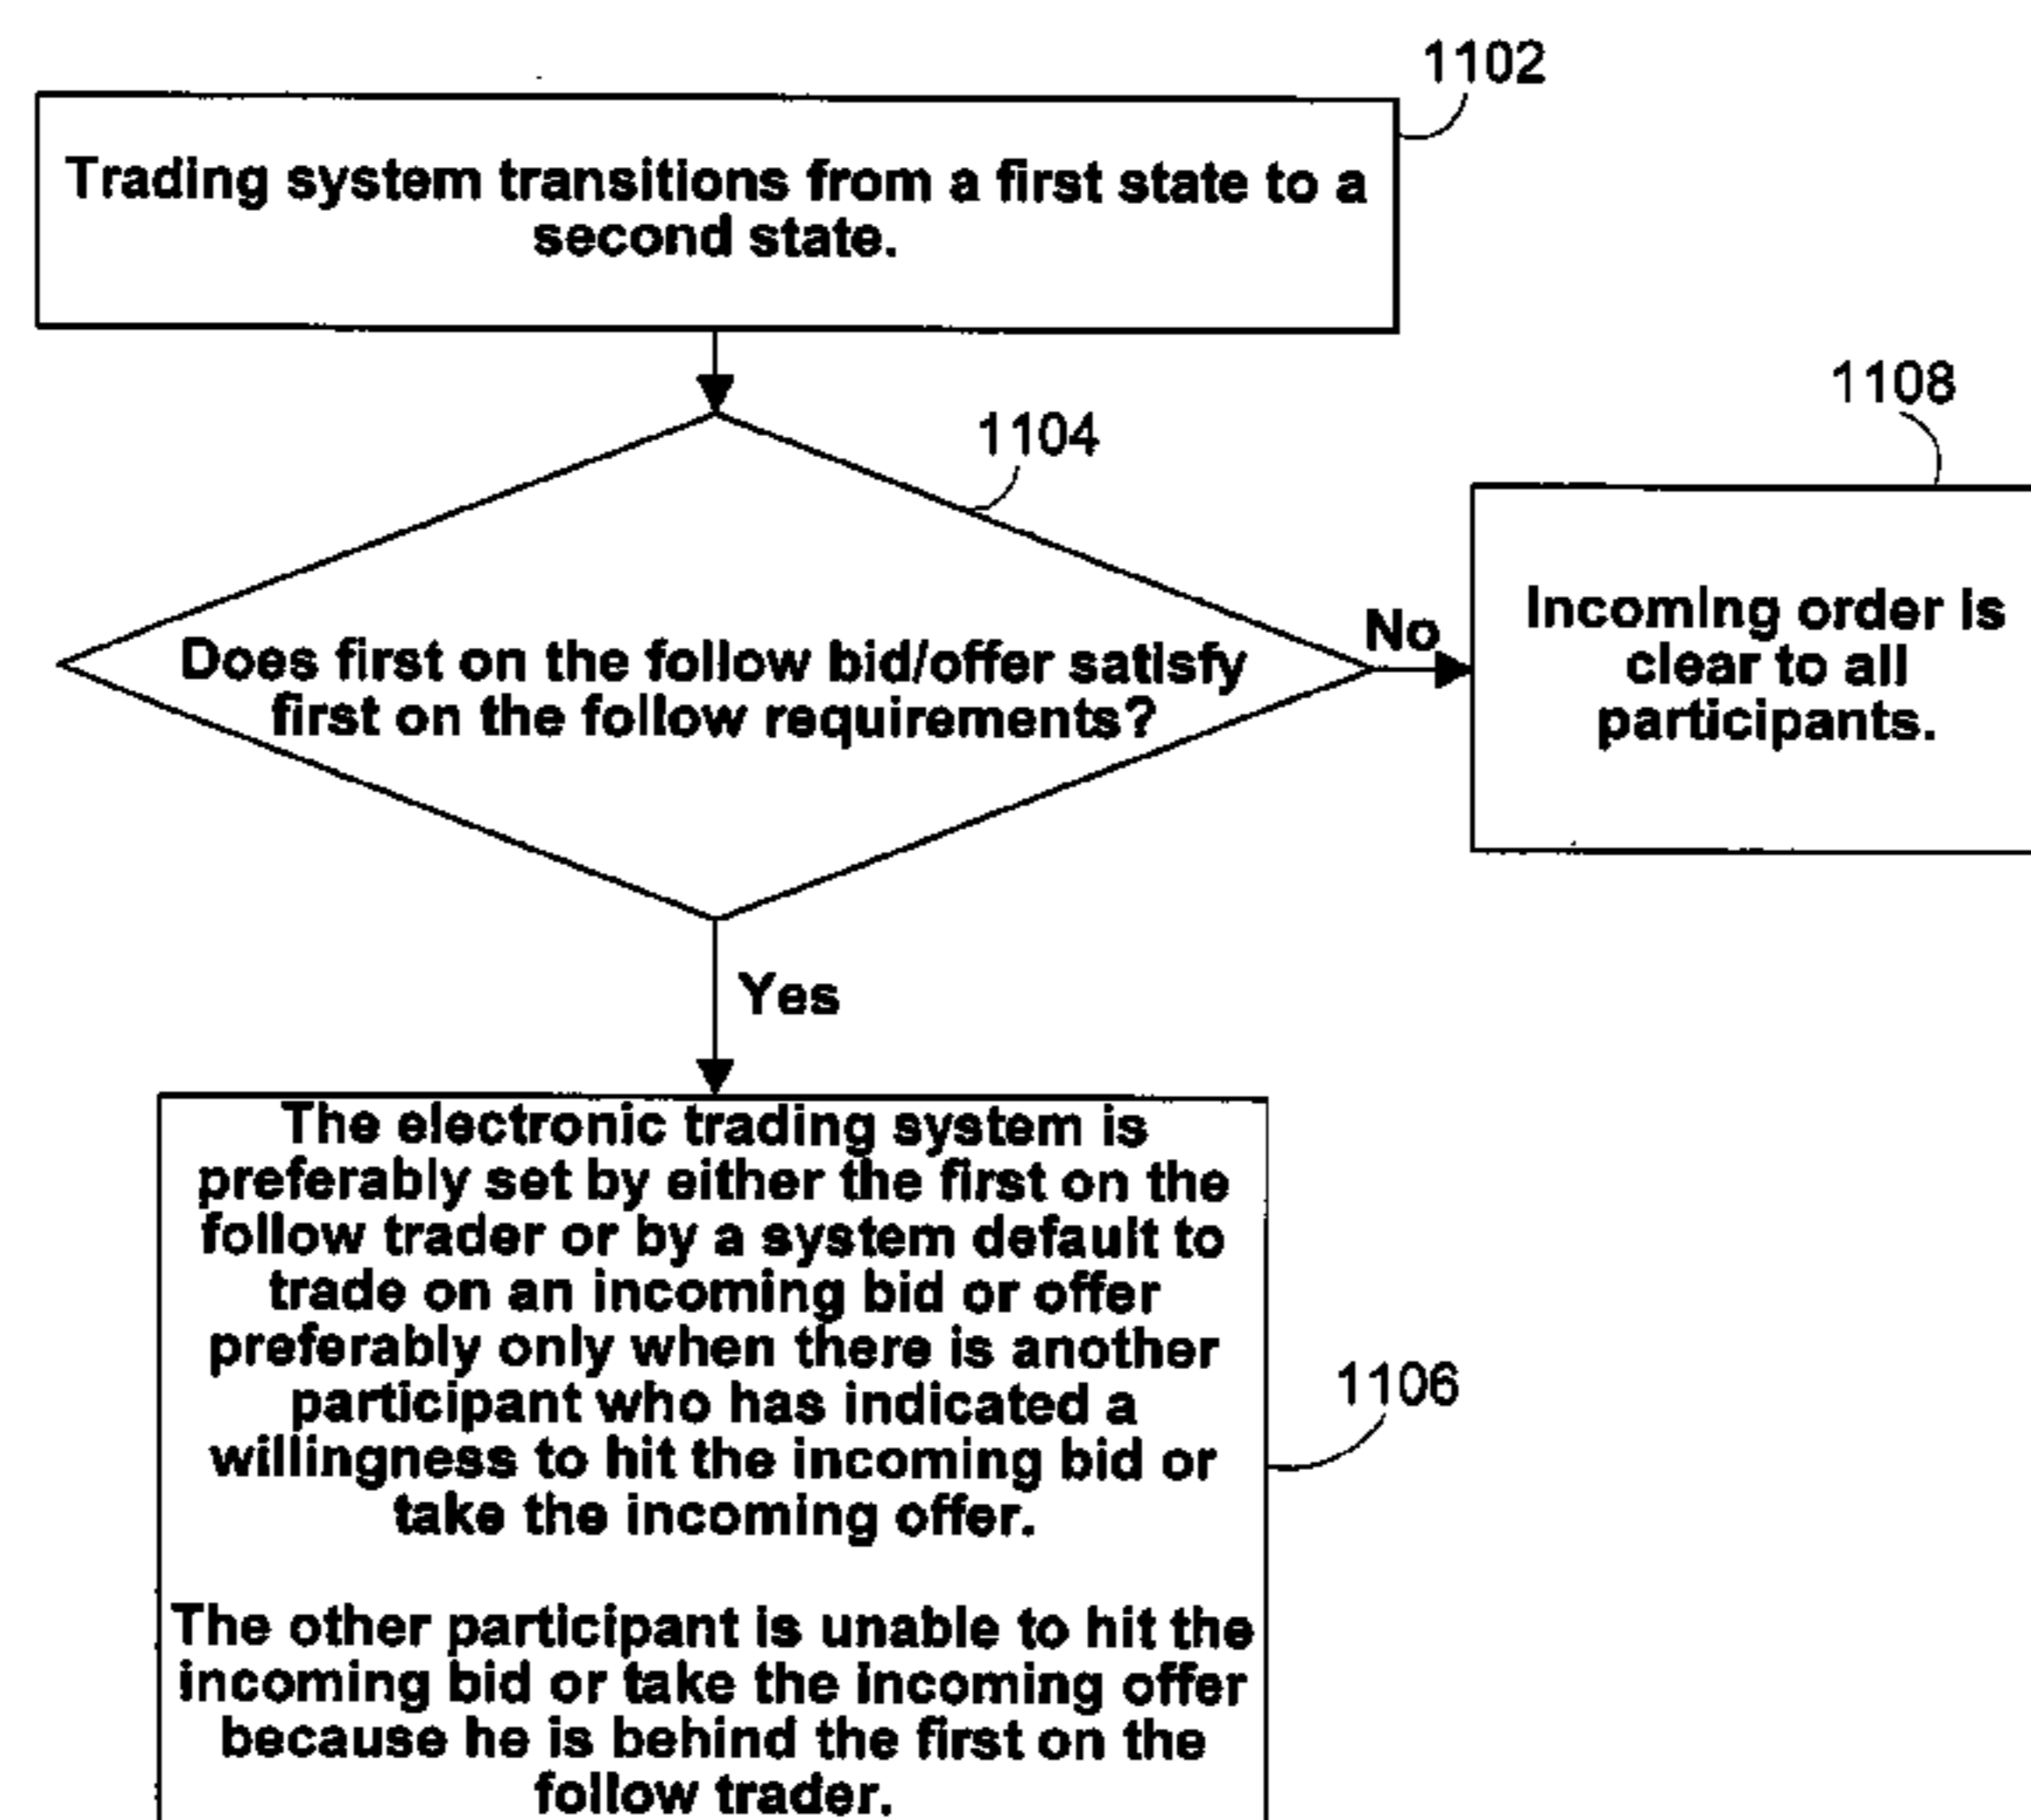 1102
Trading system transitions from a first state to a
second state.
1108
1104
Does first on the follow bid/offer satisfy
first on the follow requirements?
No
Incoming order is
clear to all
participants.
Yes
The electronic trading system is
preferably set by either the first on the
follow trader or by a system default to
trade on an incoming bid or offer
preferably only when there is another
participant who has indicated a
willingness to hit the incoming bid or
take the incoming offer.
1106
The other participant is unable to hit the
incoming bid or take the incoming offer
because he is behind the first on the
follow trader.